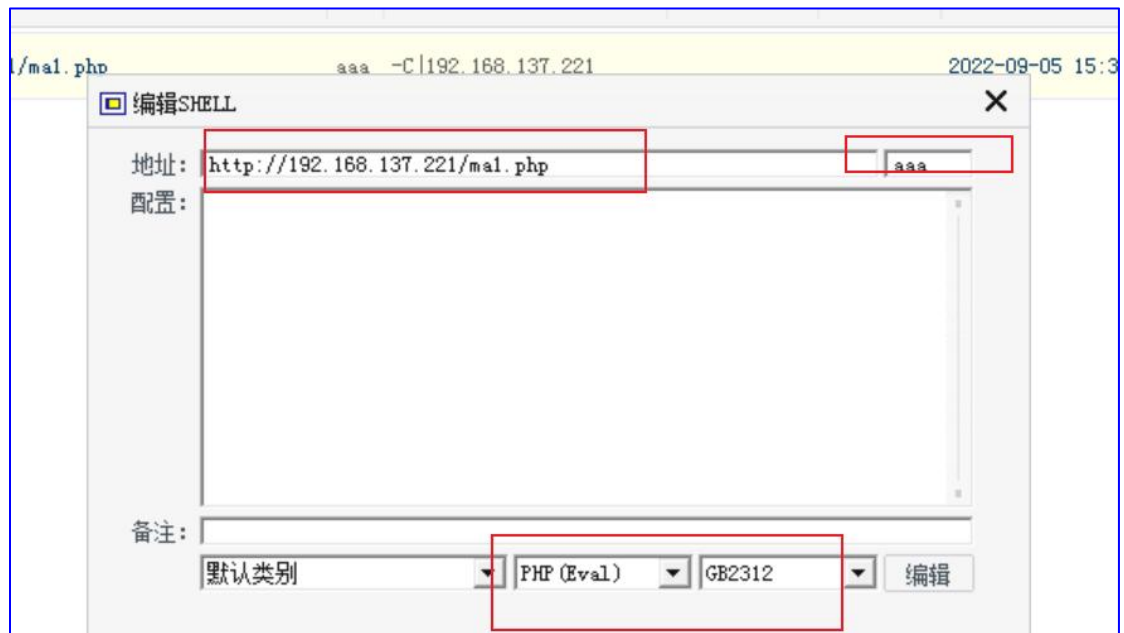 l/ma1.php aaa -C|192.168.137.221 2022-09-05 15:3
编辑SHELL
地址: http://192.168.137.221/ma1.php aaa
配置:
备注:
默认类别 PHP(Eval) GB2312 编辑